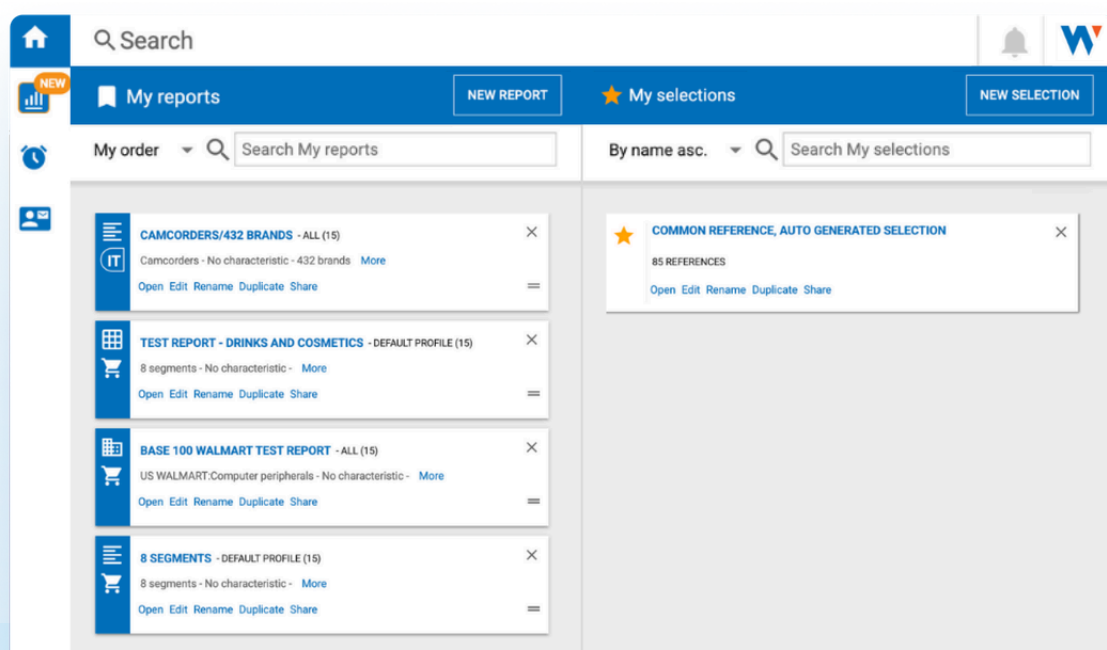 Search
NEW
My reports
NEW REPORT
My selections
NEW SELECTION
My order
Search My reports
By name asc.
Search My selections
CAMCORDERS/432 BRANDS - ALL (15)
IT
Camcorders - No characteristic - 432 brands More
Open Edit Rename Duplicate Share
TEST REPORT - DRINKS AND COSMETICS - DEFAULT PROFILE (15)
8 segments - No characteristic - More
Open Edit Rename Duplicate Share
BASE 100 WALMART TEST REPORT - ALL (15)
US WALMART:Computer peripherals - No characteristic - More
Open Edit Rename Duplicate Share
8 SEGMENTS - DEFAULT PROFILE (15)
8 segments - No characteristic - More
Open Edit Rename Duplicate Share
COMMON REFERENCE, AUTO GENERATED SELECTION
85 REFERENCES
Open Edit Rename Duplicate Share